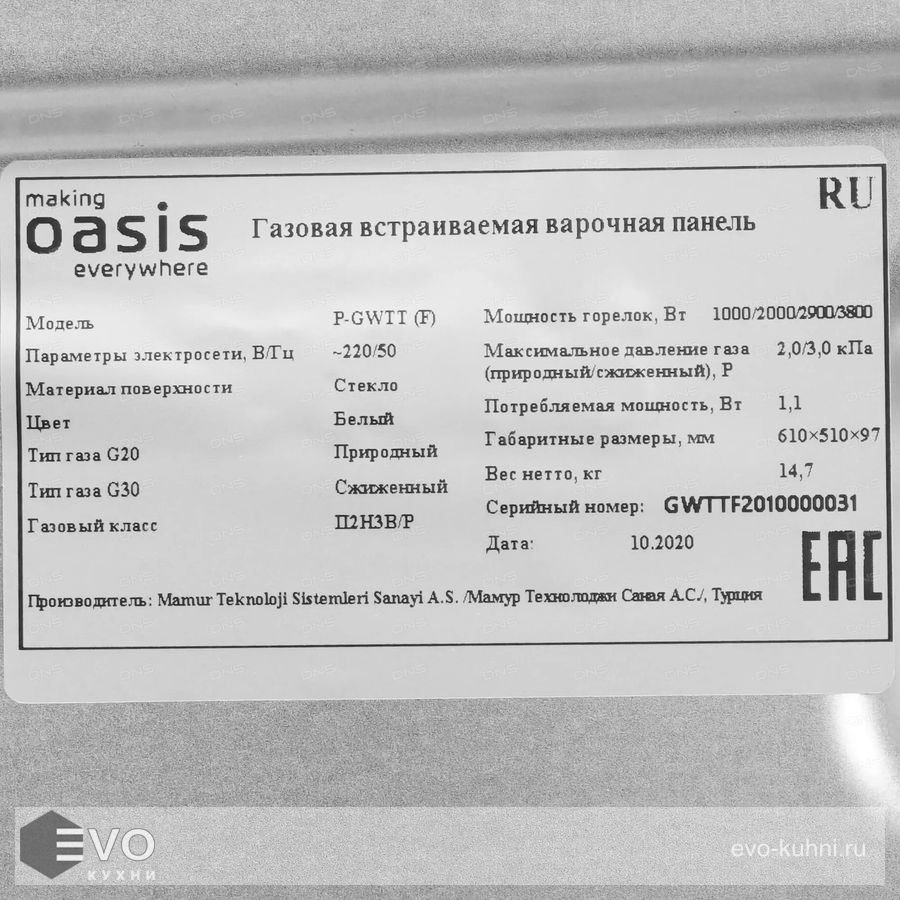 making
oasis
everywhere
RU
Газовая встраиваемая варочная панель
Модель P-GWTT (F)
Параметры электросети, В/Гц ~220/50
Материал поверхности Стекло
Цвет Белый
Тип газа G20 Природный
Тип газа G30 Сжиженный
Газовый класс П2Н3В/Р
Мощность горелок, Вт 1000/2000/2900/3800
Максимальное давление газа 2,0/3,0 кПа
(природный/сжиженный), Р
Потребляемая мощность, Вт 1,1
Габаритные размеры, мм 610×510×97
Вес нетто, кг 14,7
Серийный номер: GWTTF2010000031
Дата: 10.2020
EAC
Производитель: Mamur Teknoloji Sistemleri Sanayi A.S. /Мамур Технолоджи Саная А.С./, Турция
EVO
КУХНИ
evo-kuhni.ru